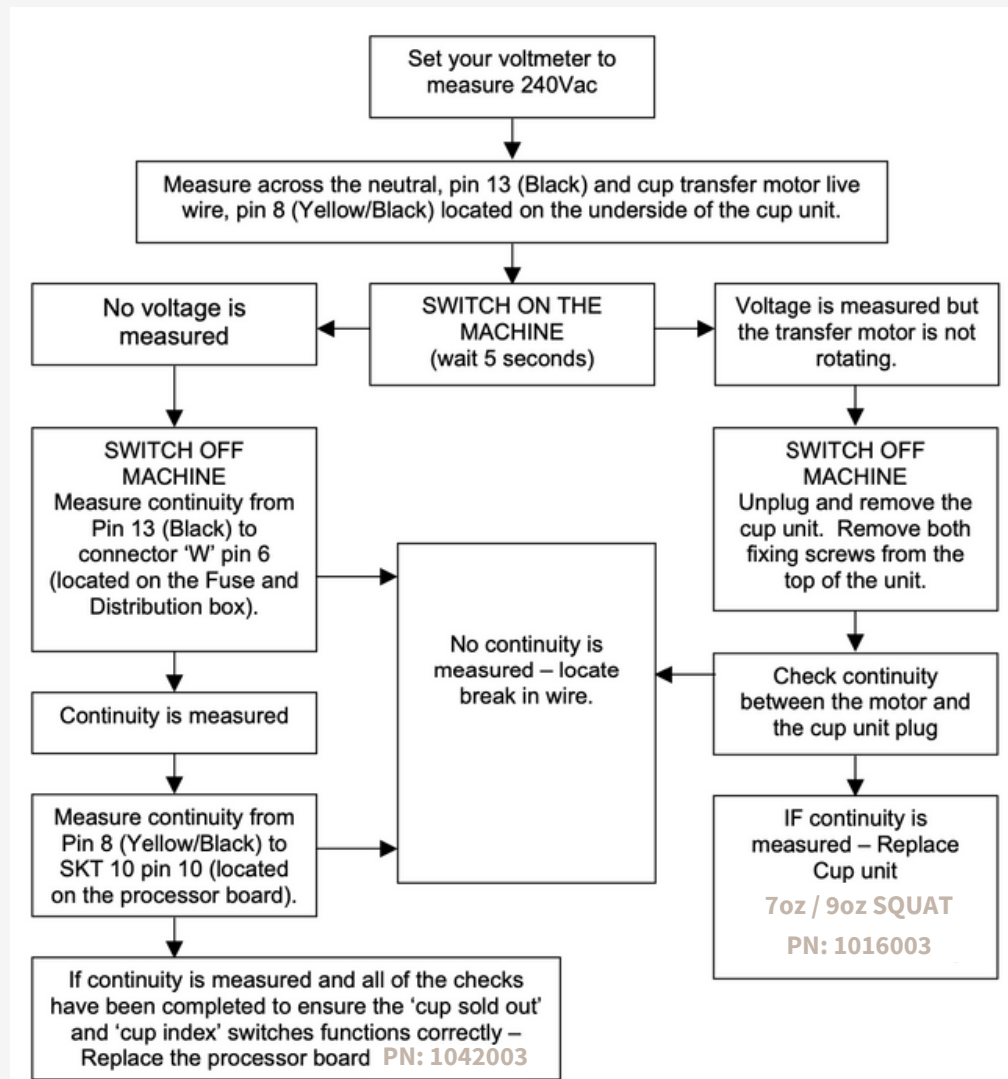 Set your voltmeter to
measure 240Vac
Measure across the neutral, pin 13 (Black) and cup transfer motor live
wire, pin 8 (Yellow/Black) located on the underside of the cup unit.
No voltage is
measured
SWITCH ON THE
MACHINE
(wait 5 seconds)
Voltage is measured but
the transfer motor is not
rotating.
SWITCH OFF
MACHINE
Measure continuity from
Pin 13 (Black) to
connector ‘W’ pin 6
(located on the Fuse and
Distribution box).
SWITCH OFF
MACHINE
Unplug and remove the
cup unit. Remove both
fixing screws from the
top of the unit.
No continuity is
measured – locate
break in wire.
Check continuity
between the motor and
the cup unit plug
Continuity is measured
Measure continuity from
Pin 8 (Yellow/Black) to
SKT 10 pin 10 (located
on the processor board).
IF continuity is
measured – Replace
Cup unit
7oz / 9oz SQUAT
PN: 1016003
If continuity is measured and all of the checks
have been completed to ensure the ‘cup sold out’
and ‘cup index’ switches functions correctly –
Replace the processor board PN: 1042003